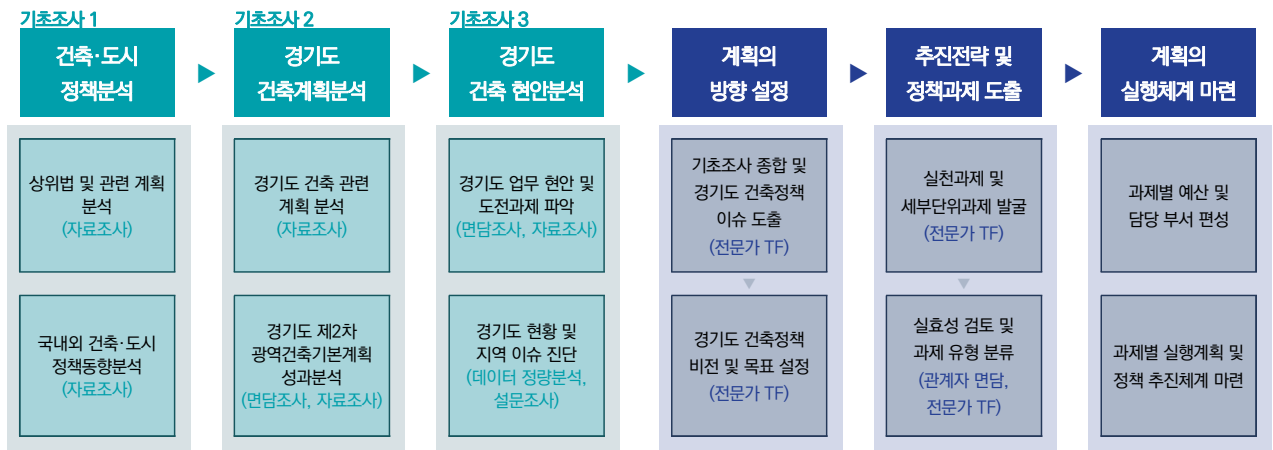 기초조사 1
건축·도시
정책분석
상위법 및 관련 계획
분석
(자료조사)
국내외 건축·도시
정책동향분석
(자료조사)
기초조사 2
경기도
건축계획분석
경기도 건축 관련
계획 분석
(자료조사)
경기도 제2차
광역건축기본계획
성과분석
(면담조사, 자료조사)
기초조사 3
경기도
건축 현안분석
경기도 업무 현안 및
도전과제 파악
(면담조사, 자료조사)
경기도 현황 및
지역 이슈 진단
(데이터 정량분석,
설문조사)
계획의
방향 설정
기초조사 종합 및
경기도 건축정책
이슈 도출
(전문가 TF)
경기도 건축정책
비전 및 목표 설정
(전문가 TF)
추진전략 및
정책과제 도출
실천과제 및
세부단위과제 발굴
(전문가 TF)
실효성 검토 및
과제 유형 분류
(관계자 면담,
전문가 TF)
계획의
실행체계 마련
과제별 예산 및
담당 부서 편성
과제별 실행계획 및
정책 추진체계 마련